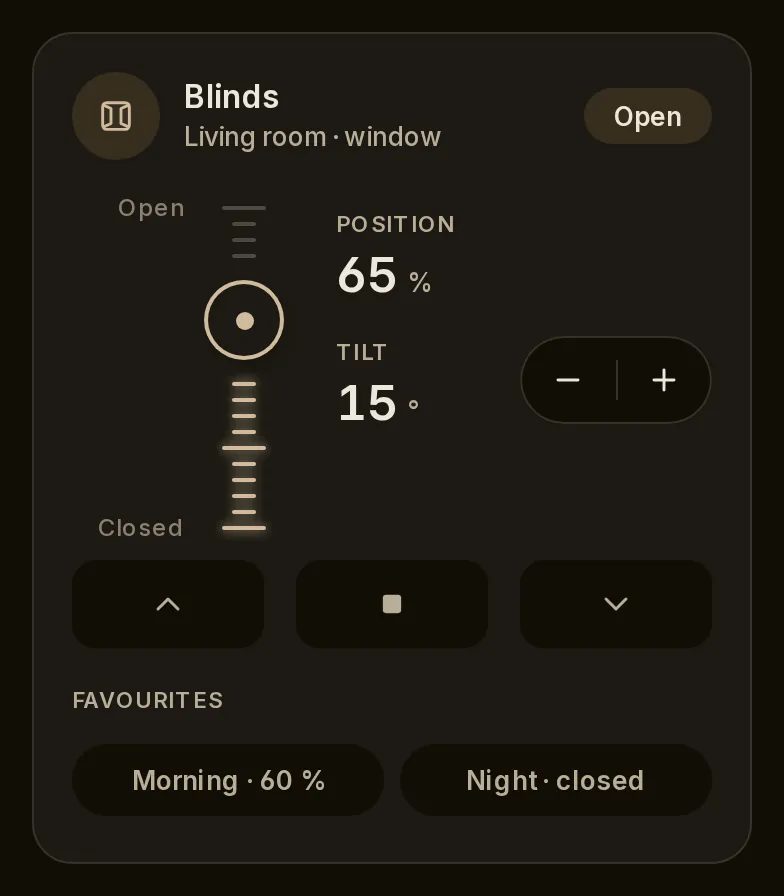 Blinds
Living room · window
Open
Open
POSITION
65 %
TILT
15 °
Closed
FAVOURITES
Morning · 60 %
Night · closed